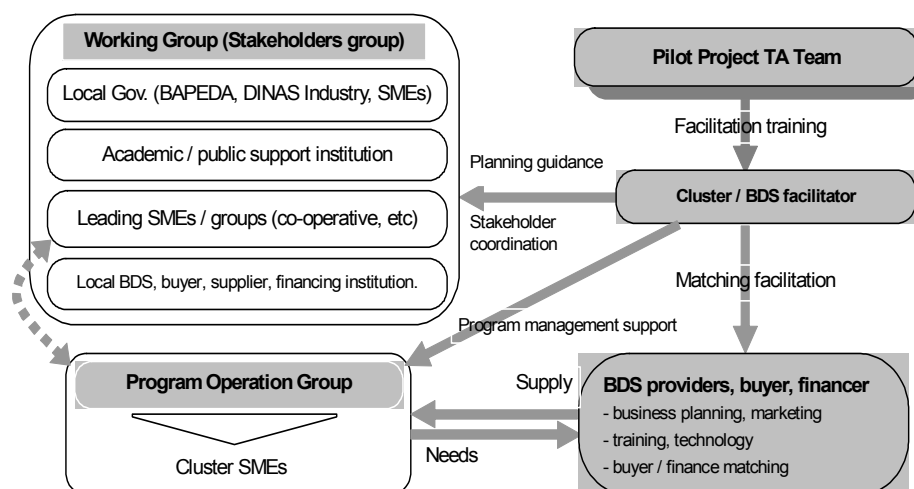 Working Group (Stakeholders group)
Local Gov. (BAPEDA, DINAS Industry, SMEs)
Academic / public support institution
Leading SMEs / groups (co-operative, etc)
Local BDS, buyer, supplier, financing institution.
Pilot Project TA Team
Facilitation training
Planning guidance
Cluster / BDS facilitator
Stakeholder
coordination
Matching facilitation
Program management support
Program Operation Group
Cluster SMEs
Supply
Needs
BDS providers, buyer, financer
- business planning, marketing
- training, technology
- buyer / finance matching